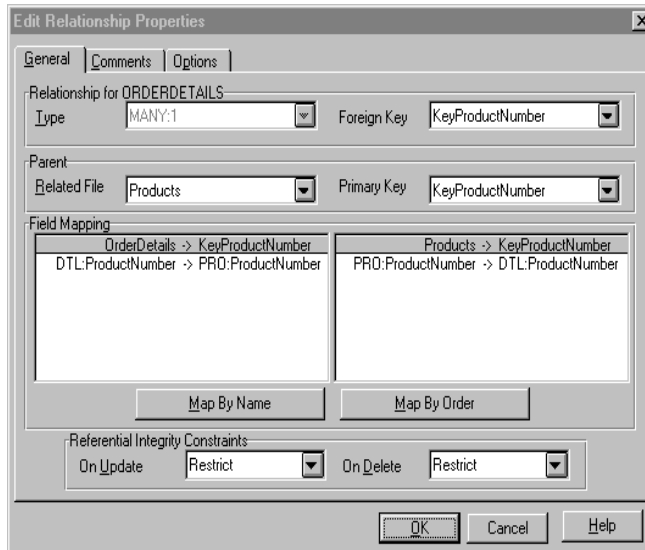 Edit Relationship Properties
General Comments Options
Relationship for ORDERDETAILS
Type MANY:1 Foreign Key KeyProductNumber
Parent
Related File Products Primary Key KeyProductNumber
Field Mapping
OrderDetails -> KeyProductNumber Products -> KeyProductNumber
DTL:ProductNumber -> PRO:ProductNumber PRO:ProductNumber -> DTL:ProductNumber
Map By Name Map By Order
Referential Integrity Constraints
On Update Restrict On Delete Restrict
OK Cancel Help